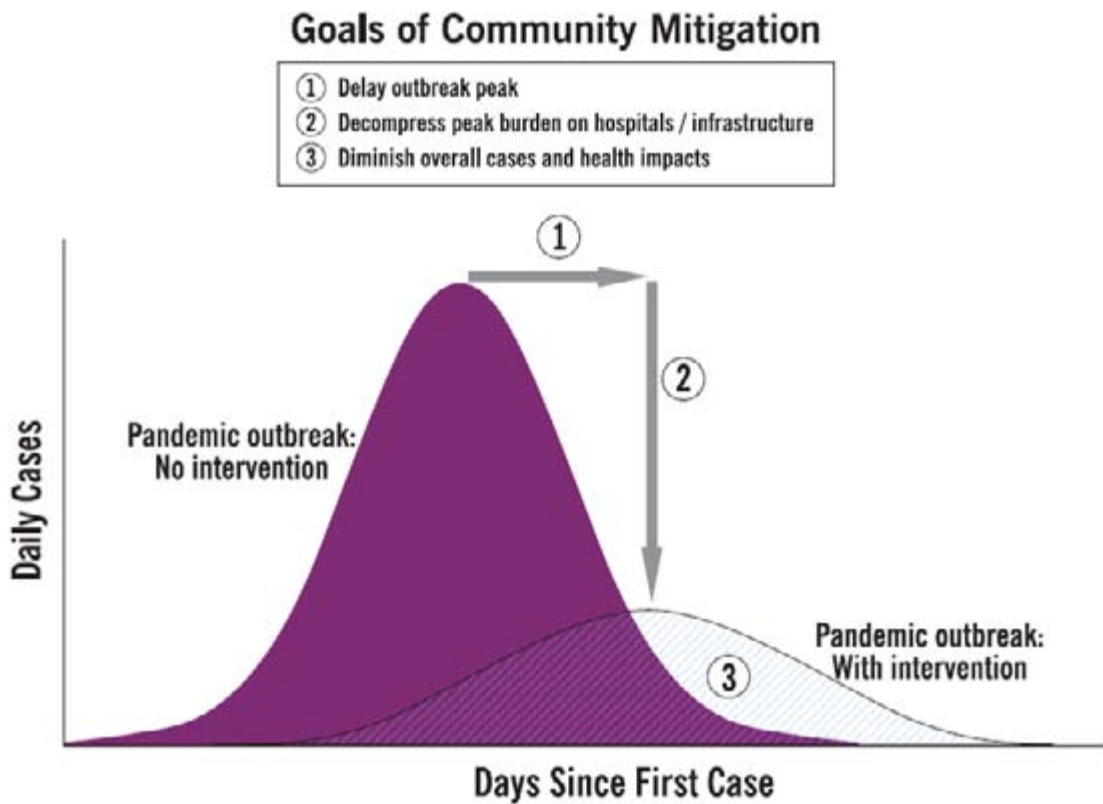 Goals of Community Mitigation
① Delay outbreak peak
② Decompress peak burden on hospitals / infrastructure
③ Diminish overall cases and health impacts
①
②
Pandemic outbreak:
No intervention
Daily Cases
Pandemic outbreak:
With intervention
③
Days Since First Case